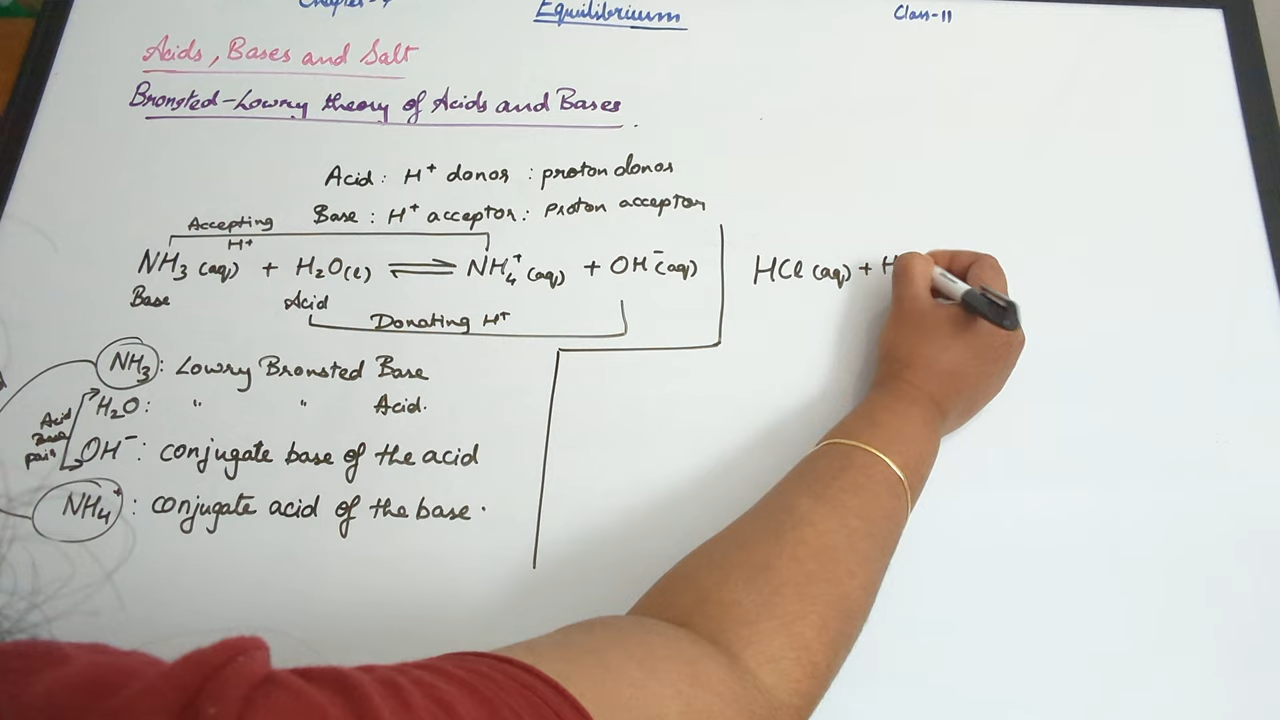 Chapter-7 Equilibrium Class-11
Acids, Bases and Salt
Bronsted-Lowry theory of Acids and Bases
Acid: H⁺ donor : proton donor
Base : H⁺ acceptor: Proton acceptor
Accepting
H⁺
NH₃ (aq) + H₂O(l) ⇌ NH₄⁺ (aq) + OH⁻(aq)
Base Acid
Donating H⁺
NH₃: Lowry Bronsted Base
H₂O: " " Acid.
OH⁻: conjugate base of the acid
NH₄⁺: conjugate acid of the base.
Acid
Base
pair
HCl (aq) + H